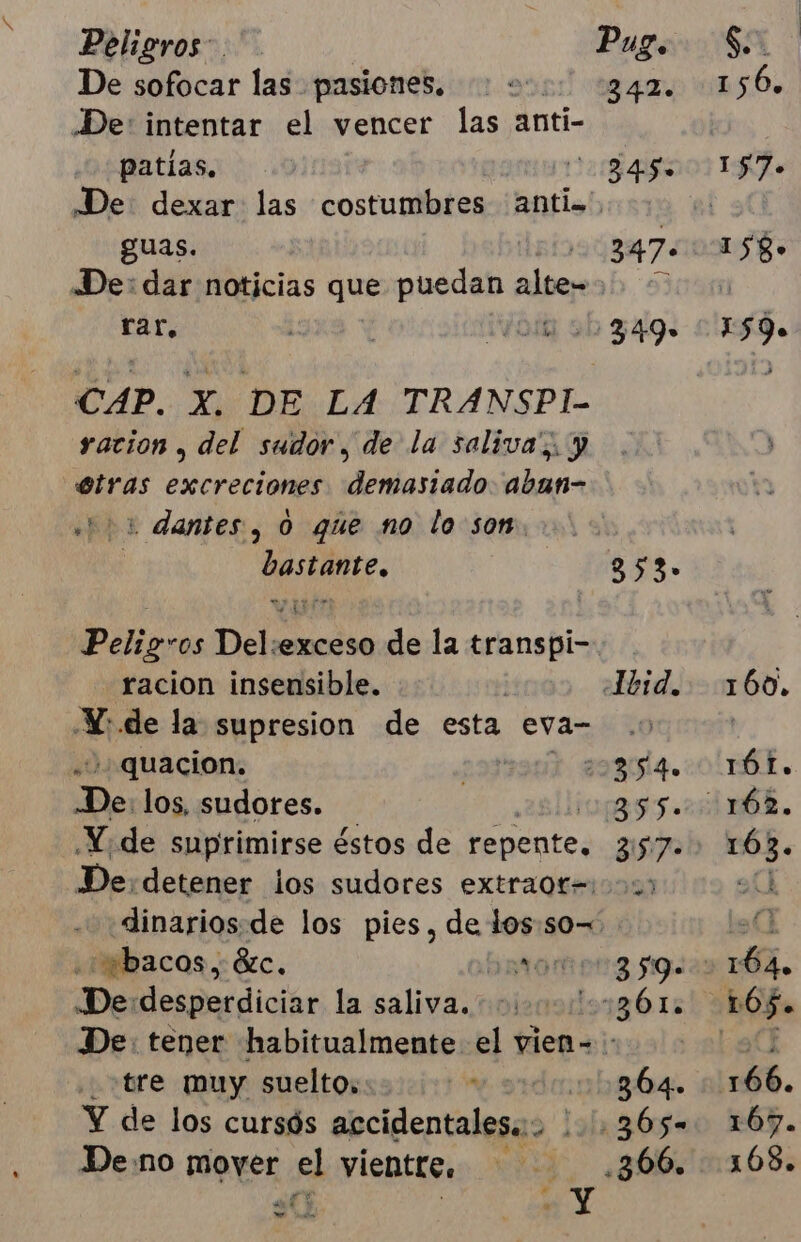 Peligros Pug. §.
De sofocar las pasiones. 342. 156.
De intentar el vencer las anti-
patías. 345. 157.
De dexar las costumbres anti-
guas. 347. 158.
De dar noticias que puedan alte-
rar. 349. 159.
CAP. X. DE LA TRANSPI-
racion, del sudor, de la saliva, y
otras excreciones demasiado abun-
dantes, ò que no lo son
bastante. 353.
Peligros Del exceso de la transpi-
racion insensible. Ibid. 160.
Y de la supresion de esta eva-
quacion. 354. 161.
De los sudores. 355. 162.
Y de suprimirse éstos de repente. 357. 163.
De detener los sudores extraor-
dinarios de los pies, de los so-
bacos, &c. 359. 164.
De desperdiciar la saliva. 361. 165.
De tener habitualmente el vien-
tre muy suelto. 364. 166.
Y de los cursós accidentales. 365. 167.
De no mover el vientre. 366. 168.
Y